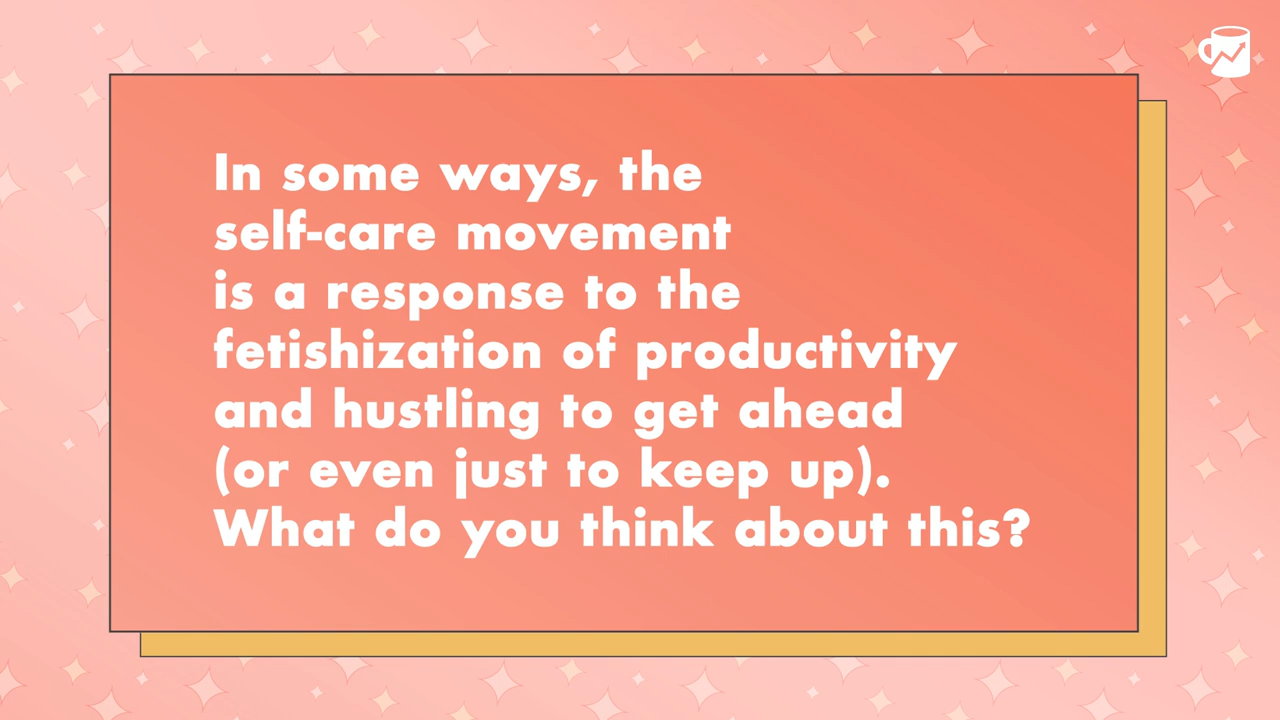 In some ways, the
self-care movement
is a response to the
fetishization of productivity
and hustling to get ahead
(or even just to keep up).
What do you think about this?